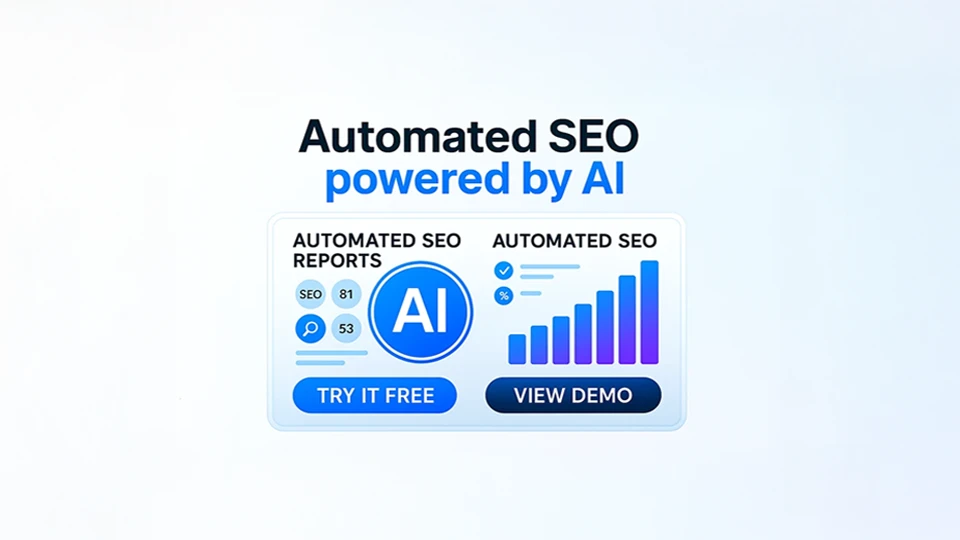 Automated SEO
powered by AI
AUTOMATED SEO
REPORTS
SEO
81
53
AI
TRY IT FREE
AUTOMATED SEO
%
VIEW DEMO